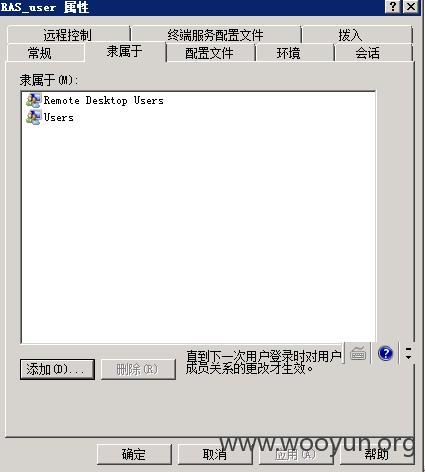 RAS_user 属性
远程控制 终端服务配置文件 拨入
常规 隶属于 配置文件 环境 会话
隶属于(M):
Remote Desktop Users
Users
添加(D)... 删除(R) 直到下一次用户登录时对用户
成员关系的更改才生效。
确定 取消 应用(A) 帮助
www.wooyun.org